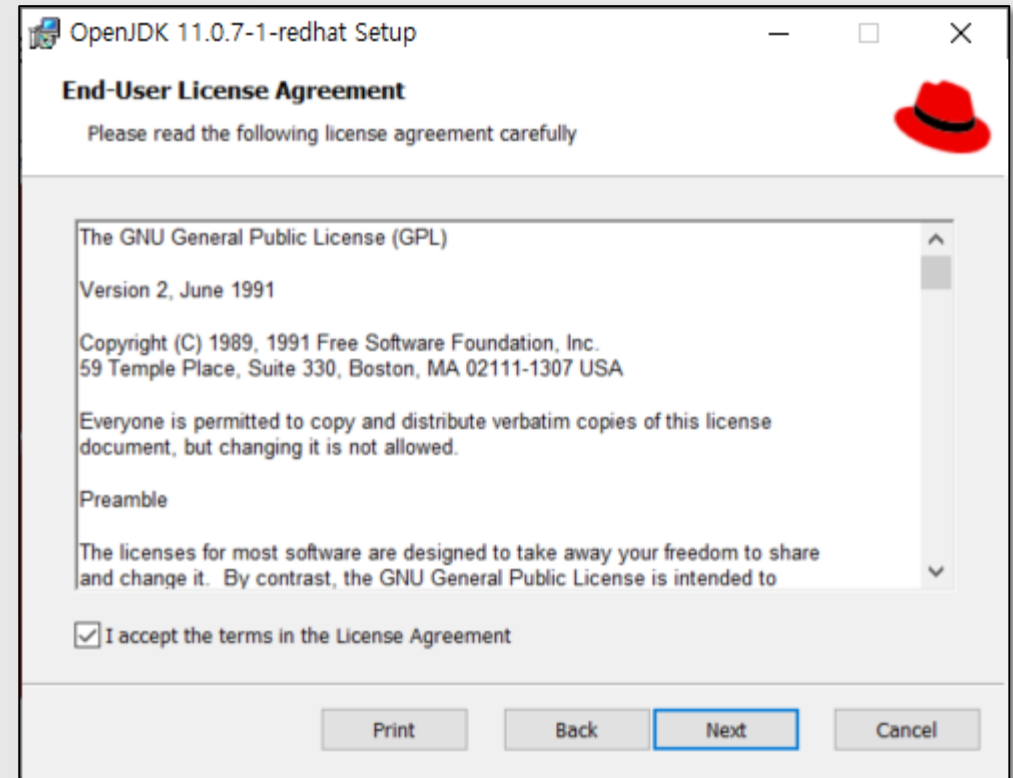 OpenJDK 11.0.7-1-redhat Setup
End-User License Agreement
Please read the following license agreement carefully
The GNU General Public License (GPL)
Version 2, June 1991
Copyright (C) 1989, 1991 Free Software Foundation, Inc.
59 Temple Place, Suite 330, Boston, MA 02111-1307 USA
Everyone is permitted to copy and distribute verbatim copies of this license
document, but changing it is not allowed.
Preamble
The licenses for most software are designed to take away your freedom to share
and change it.  By contrast, the GNU General Public License is intended to
I accept the terms in the License Agreement
Print Back Next Cancel